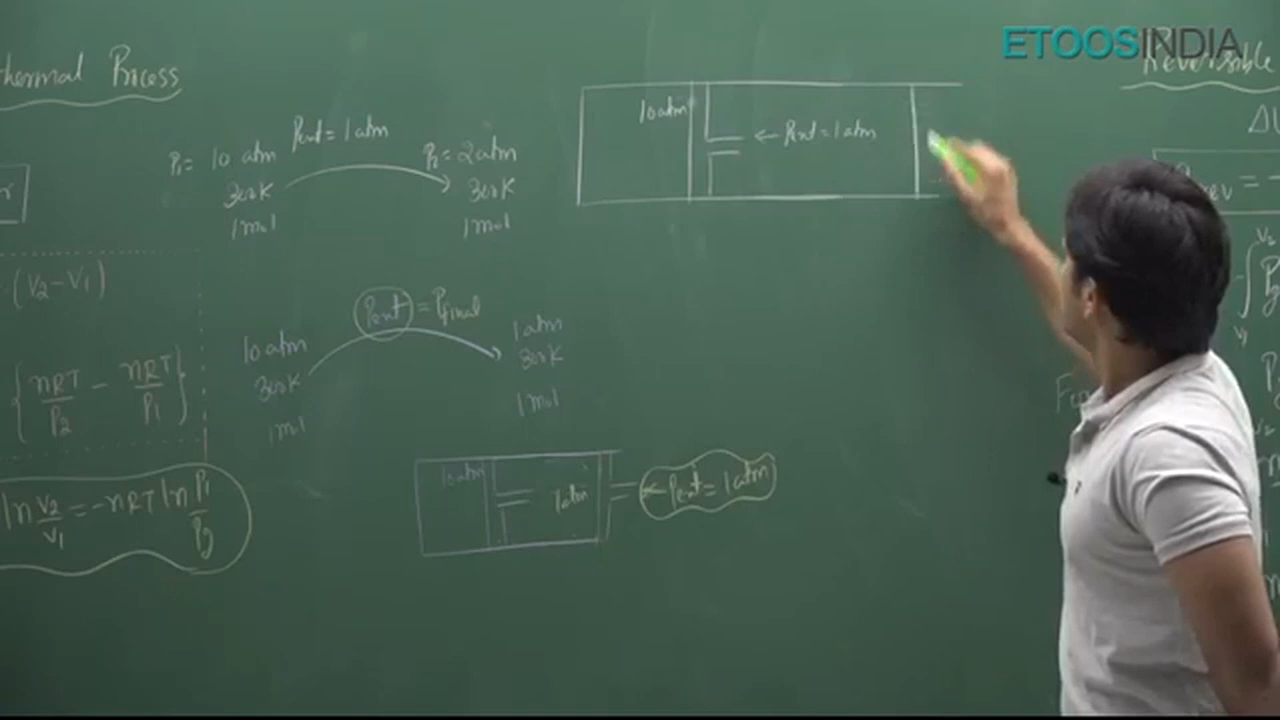 thermal Process
P₁ = 10 atm
300K
1 mol
Pext = 1 atm
P₂ = 2 atm
300K
1 mol
10 atm
← Pext = 1 atm
ETOOSINDIA
Reversible
ΔU
rev = -
(V₂ - V₁)
{ nRT/P₂ - nRT/P₁ }
ln V₂/V₁ = -nRT ln P₁/P₂
10 atm
300K
1 mol
Pext = Pfinal
1 atm
300K
1 mol
10 atm
1 atm
← Pext = 1 atm